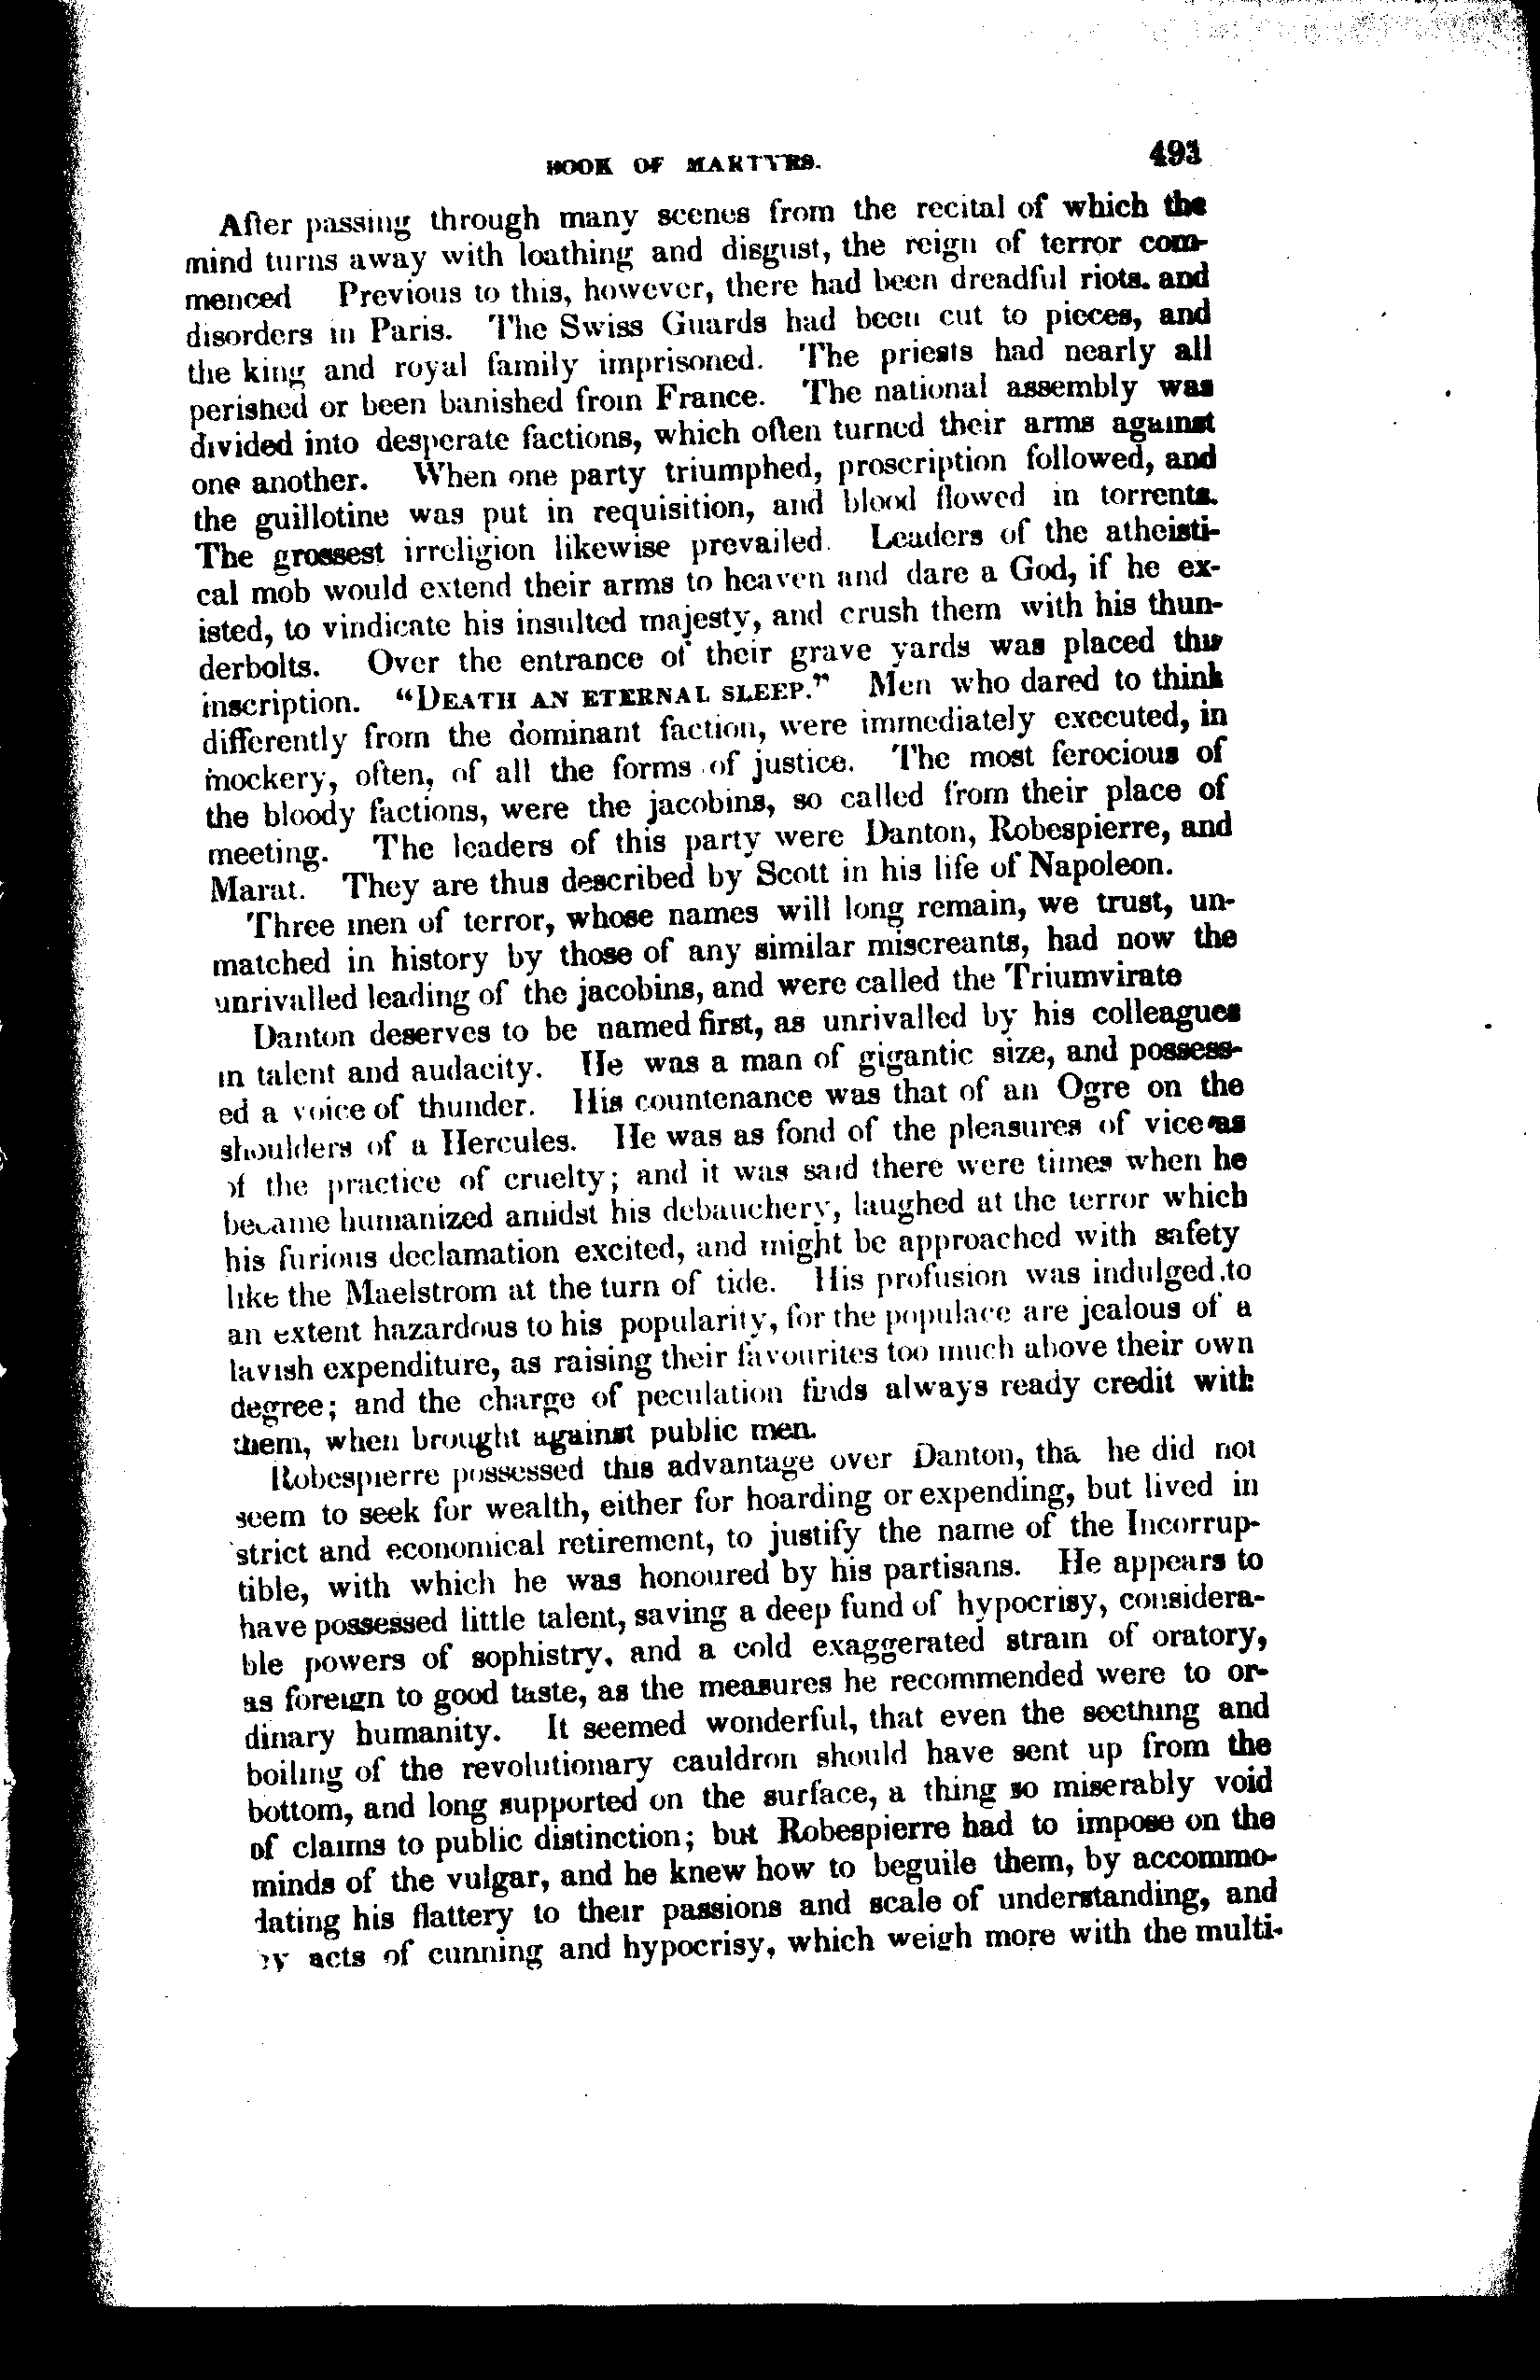 BOOK OF MARTYRS. 493
After passing through many scenes from the recital of which the
mind turns away with loathing and disgust, the reign of terror com-
menced Previous to this, however, there had been dreadful riots. and
disorders in Paris. The Swiss Guards had been cut to pieces, and
the king and royal family imprisoned. The priests had nearly all
perished or been banished from France. The national assembly was
divided into desperate factions, which often turned their arms against
one another. When one party triumphed, proscription followed, and
the guillotine was put in requisition, and blood flowed in torrents.
The grossest irreligion likewise prevailed. Leaders of the atheisti-
cal mob would extend their arms to heaven and dare a God, if he ex-
isted, to vindicate his insulted majesty, and crush them with his thun-
derbolts. Over the entrance of their grave yards was placed this
inscription. "DEATH AN ETERNAL SLEEP." Men who dared to think
differently from the dominant faction, were immediately executed, in
mockery, often, of all the forms of justice. The most ferocious of
the bloody factions, were the jacobins, so called from their place of
meeting. The leaders of this party were Danton, Robespierre, and
Marat. They are thus described by Scott in his life of Napoleon.
Three men of terror, whose names will long remain, we trust, un-
matched in history by those of any similar miscreants, had now the
unrivalled leading of the jacobins, and were called the Triumvirate
Danton deserves to be named first, as unrivalled by his colleagues
in talent and audacity. He was a man of gigantic size, and possess-
ed a voice of thunder. His countenance was that of an Ogre on the
shoulders of a Hercules. He was as fond of the pleasures of vice as
of the practice of cruelty; and it was said there were times when he
became humanized amidst his debauchery, laughed at the terror which
his furious declamation excited, and might be approached with safety
like the Maelstrom at the turn of tide. His profusion was indulged to
an extent hazardous to his popularity, for the populace are jealous of a
lavish expenditure, as raising their favourites too much above their own
degree; and the charge of peculation finds always ready credit with
them, when brought against public men.
Robespierre possessed this advantage over Danton, tha he did not
seem to seek for wealth, either for hoarding or expending, but lived in
strict and economical retirement, to justify the name of the Incorrup-
tible, with which he was honoured by his partisans. He appears to
have possessed little talent, saving a deep fund of hypocrisy, considera-
ble powers of sophistry, and a cold exaggerated strain of oratory,
as foreign to good taste, as the measures he recommended were to or-
dinary humanity. It seemed wonderful, that even the seething and
boiling of the revolutionary cauldron should have sent up from the
bottom, and long supported on the surface, a thing so miserably void
of claims to public distinction; but Robespierre had to impose on the
minds of the vulgar, and he knew how to beguile them, by accommo-
dating his flattery to their passions and scale of understanding, and
by acts of cunning and hypocrisy, which weigh more with the multi-